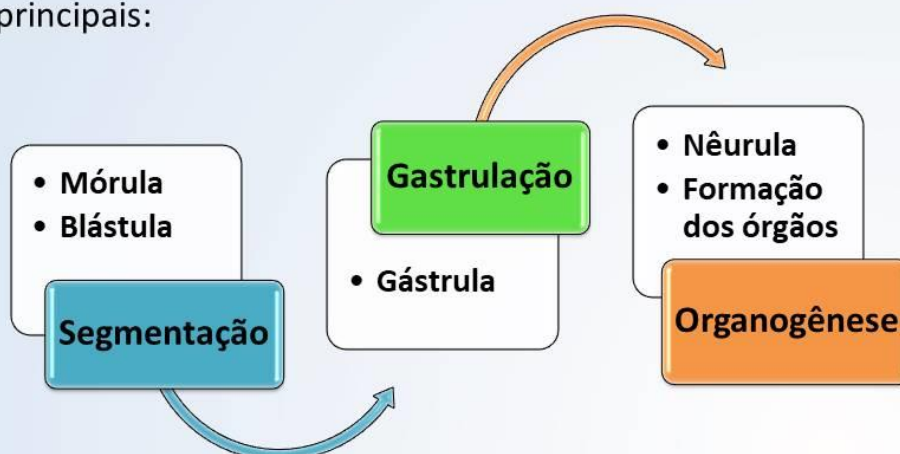 principais:
• Mórula
• Blástula
Segmentação
Gastrulação
• Gástrula
• Nêurula
• Formação
dos órgãos
Organogênese